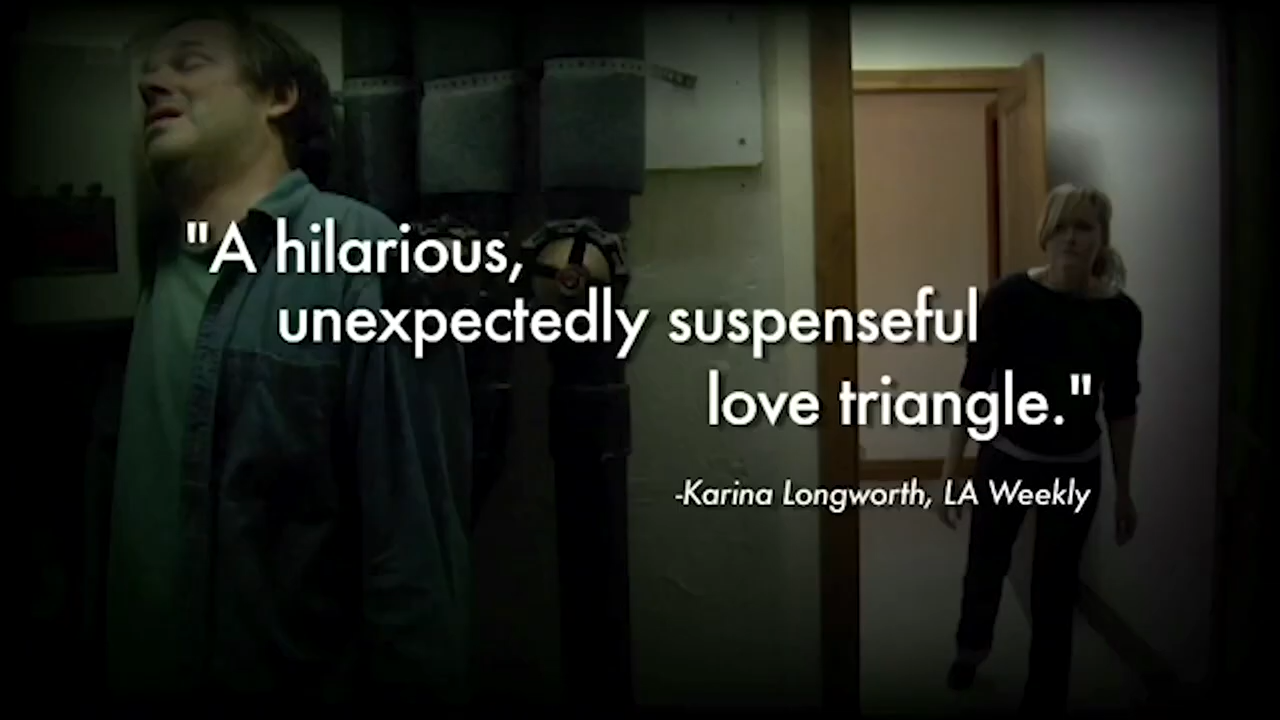 "A hilarious,
unexpectedly suspenseful
love triangle."
-Karina Longworth, LA Weekly